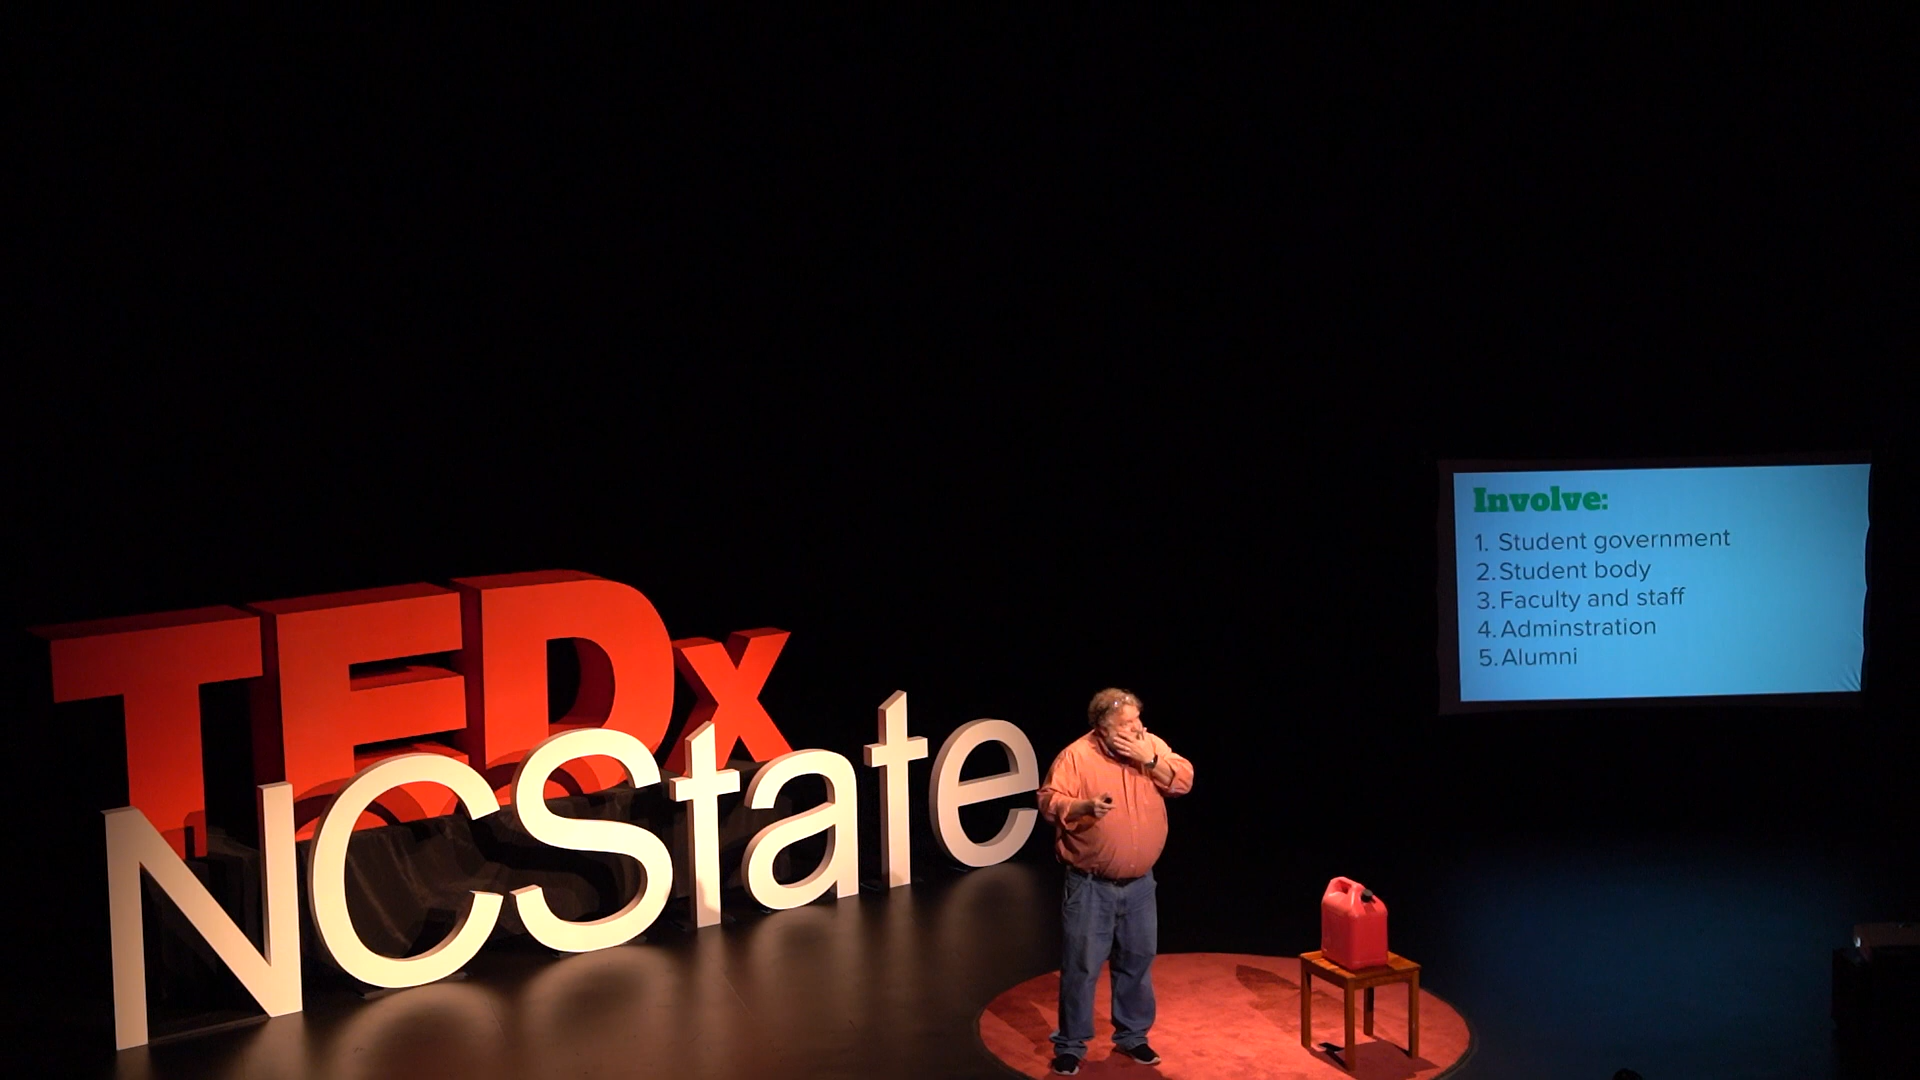 TEDx
NCState
Involve:
1. Student government
2. Student body
3. Faculty and staff
4. Adminstration
5. Alumni